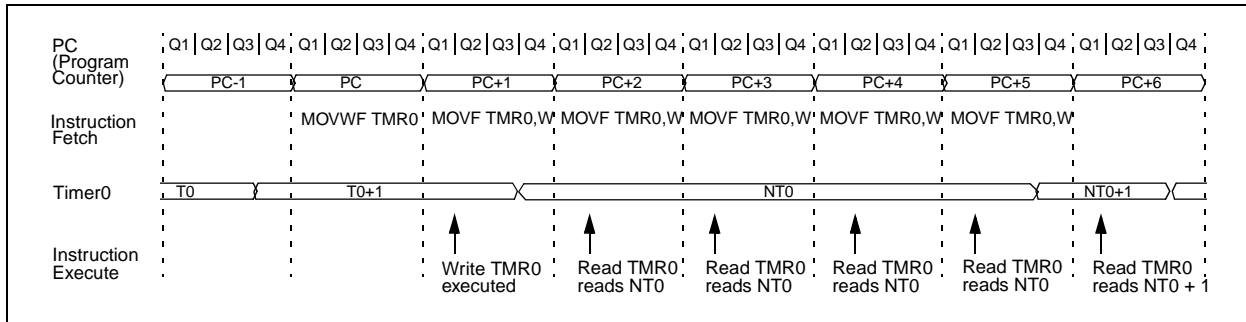 PC Q1 Q2 Q3 Q4 Q1 Q2 Q3 Q4 Q1 Q2 Q3 Q4 Q1 Q2 Q3 Q4 Q1 Q2 Q3 Q4 Q1 Q2 Q3 Q4 Q1 Q2 Q3 Q4 Q1 Q2 Q3 Q4
(Program
Counter) PC-1 PC PC+1 PC+2 PC+3 PC+4 PC+5 PC+6
Instruction MOVWF TMR0 MOVF TMR0,W MOVF TMR0,W MOVF TMR0,W MOVF TMR0,W MOVF TMR0,W
Fetch
Timer0 T0 T0+1 NT0 NT0+1
Instruction Write TMR0 Read TMR0 Read TMR0 Read TMR0 Read TMR0 Read TMR0
Execute executed reads NT0 reads NT0 reads NT0 reads NT0 reads NT0 + 1